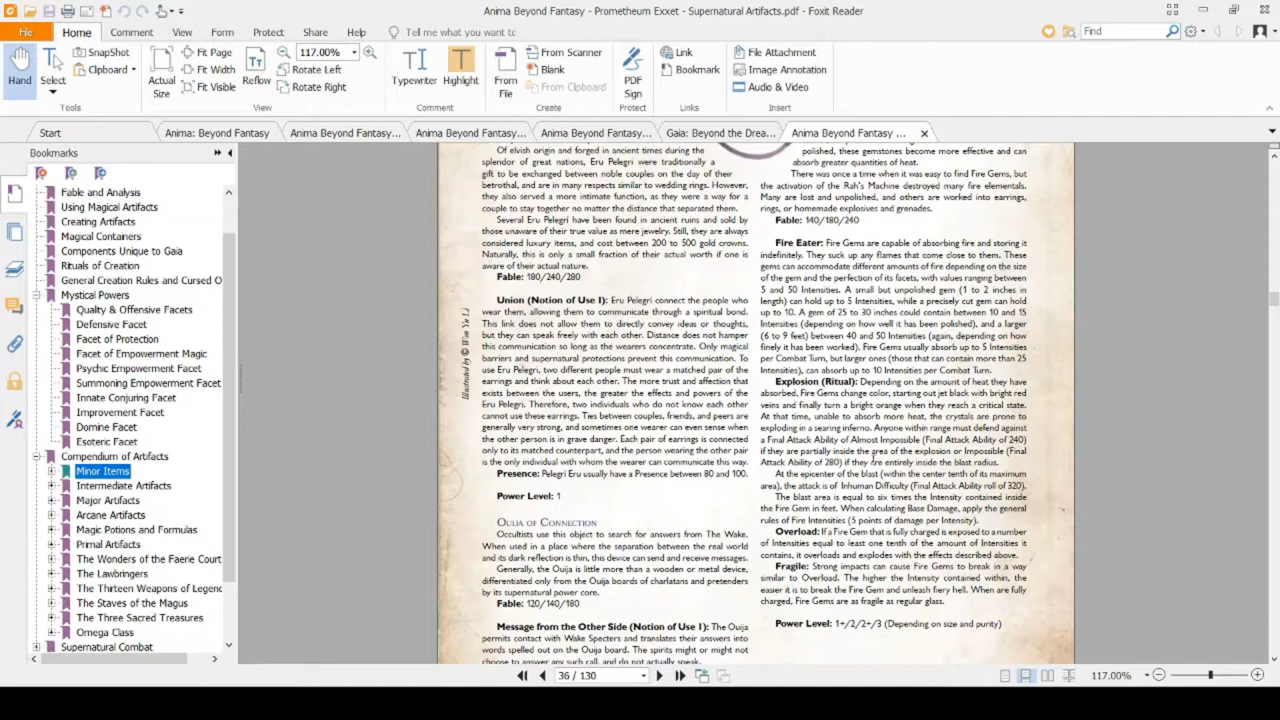 Anima Beyond Fantasy - Prometheum Exxet - Supernatural Artifacts.pdf - Foxit Reader
File
Home
Comment
View
Form
Protect
Share
Help
Tell me what you want tc
Find
Hand
Select
SnapShot
Clipboard
Tools
Actual
Size
Fit Page
Fit Width
Fit Visible
Reflow
117.00%
Rotate Left
Rotate Right
View
Typewriter
Highlight
Comment
From
File
From Scanner
Blank
From Clipboard
Create
PDF
Sign
Protect
Link
Bookmark
Links
File Attachment
Image Annotation
Audio & Video
Insert
Start
Anima: Beyond Fantasy
Anima Beyond Fantasy...
Anima Beyond Fantasy...
Anima Beyond Fantasy...
Gaia: Beyond the Drea...
Anima Beyond Fantasy ...
Bookmarks
Fable and Analysis
Using Magical Artifacts
Creating Artifacts
Magical Containers
Components Unique to Gaia
Rituals of Creation
General Creation Rules and Cursed O
Mystical Powers
Quality & Offensive Facets
Defensive Facet
Facet of Protection
Facet of Empowerment Magic
Psychic Empowerment Facet
Summoning Empowerment Facet
Innate Conjuring Facet
Improvement Facet
Domine Facet
Esoteric Facet
Compendium of Artifacts
Minor Items
Intermediate Artifacts
Major Artifacts
Arcane Artifacts
Magic Potions and Formulas
Primal Artifacts
The Wonders of the Faerie Court
The Lawbringers
The Thirteen Weapons of Legend
The Staves of the Magus
The Three Sacred Treasures
Omega Class
Supernatural Combat
Of elvish origin and forged in ancient times during the
splendor of great nations, Eru Pelegri were traditionally a
gift to be exchanged between noble couples on the day of their
betrothal, and are in many respects similar to wedding rings. However,
they also served a more intimate function, as they were a way for a
couple to stay together no matter the distance that separated them.
Several Eru Pelegri have been found in ancient ruins and sold by
those unaware of their true value as mere jewelry. Still, they are always
considered luxury items, and cost between 200 to 500 gold crowns.
Naturally, this is only a small fraction of their actual worth if one is
aware of their actual nature.
Fable: 180/240/280
Union (Notion of Use I): Eru Pelegri connect the people who
wear them, allowing them to communicate through a spiritual bond.
This link does not allow them to directly convey ideas or thoughts,
but they can speak freely with each other. Distance does not hamper
this communication so long as the wearers concentrate. Only magical
barriers and supernatural protections prevent this communication. To
use Eru Pelegri, two different people must wear a matched pair of the
earrings and think about each other. The more trust and affection that
exists between the users, the greater the effects and powers of the
Eru Pelegri. Therefore, two individuals who do not know each other
cannot use these earrings. Ties between couples, friends, and peers are
generally very strong, and sometimes one wearer can even sense when
the other person is in grave danger. Each pair of earrings is connected
only to its matched counterpart, and the person wearing the other pair
is the only individual with whom the wearer can communicate this way.
Presence: Pelegri Eru usually have a Presence between 80 and 100.
Power Level: 1
Ouija of Connection
Occultists use this object to search for answers from The Wake.
When used in a place where the separation between the real world
and its dark reflection is thin, this device can send and receive messages.
Generally, the Ouija is little more than a wooden or metal device,
differentiated only from the Ouija boards of charlatans and pretenders
by its supernatural power core.
Fable: 120/140/180
Message from the Other Side (Notion of Use I): The Ouija
permits contact with Wake Specters and translates their answers into
words spelled out on the Ouija board. The spirits might or might not
choose to answer any such call, and do not actually speak.
polished, these gemstones become more effective and can
absorb greater quantities of heat.
There was once a time when it was easy to find Fire Gems, but
the activation of the Rah's Machine destroyed many fire elementals.
Many are lost and unpolished, and others are worked into earrings,
rings, or homemade explosives and grenades.
Fable: 140/180/240
Fire Eater: Fire Gems are capable of absorbing fire and storing it
indefinitely. They suck up any flames that come close to them. These
gems can accommodate different amounts of fire depending on the size
of the gem and the perfection of its facets, with values ranging between
5 and 50 Intensities. A small but unpolished gem (1 to 2 inches in
length) can hold up to 5 Intensities, while a precisely cut gem can hold
up to 10. A gem of 25 to 30 inches could contain between 10 and 15
Intensities (depending on how well it has been polished), and a larger
(6 to 9 feet) between 40 and 50 Intensities (again, depending on how
finely it has been worked). Fire Gems usually absorb up to 5 Intensities
per Combat Turn, but larger ones (those that can contain more than 25
Intensities), can absorb up to 10 Intensities per Combat Turn.
Explosion (Ritual): Depending on the amount of heat they have
absorbed, Fire Gems change color, starting out jet black with bright red
veins and finally turn a bright orange when they reach a critical state.
At that time, unable to absorb more heat, the crystals are prone to
exploding in a searing inferno. Anyone within range must defend against
a Final Attack Ability of Almost Impossible (Final Attack Ability of 240)
if they are partially inside the area of the explosion or Impossible (Final
Attack Ability of 280) if they are entirely inside the blast radius.
At the epicenter of the blast (within the center tenth of its maximum
area), the attack is of Inhuman Difficulty (Final Attack Ability roll of 320).
The blast area is equal to six times the Intensity contained inside
the Fire Gem in feet. When calculating Base Damage, apply the general
rules of Fire Intensities (5 points of damage per Intensity).
Overload: If a Fire Gem that is fully charged is exposed to a number
of Intensities equal to least one tenth of the amount of Intensities it
contains, it overloads and explodes with the effects described above.
Fragile: Strong impacts can cause Fire Gems to break in a way
similar to Overload. The higher the Intensity contained within, the
easier it is to break the Fire Gem and unleash fiery hell. When are fully
charged, Fire Gems are as fragile as regular glass.
Power Level: 1+/2/2+/3 (Depending on size and purity)
Illustrated by © Wen Yu Li
36 / 130
117.00%